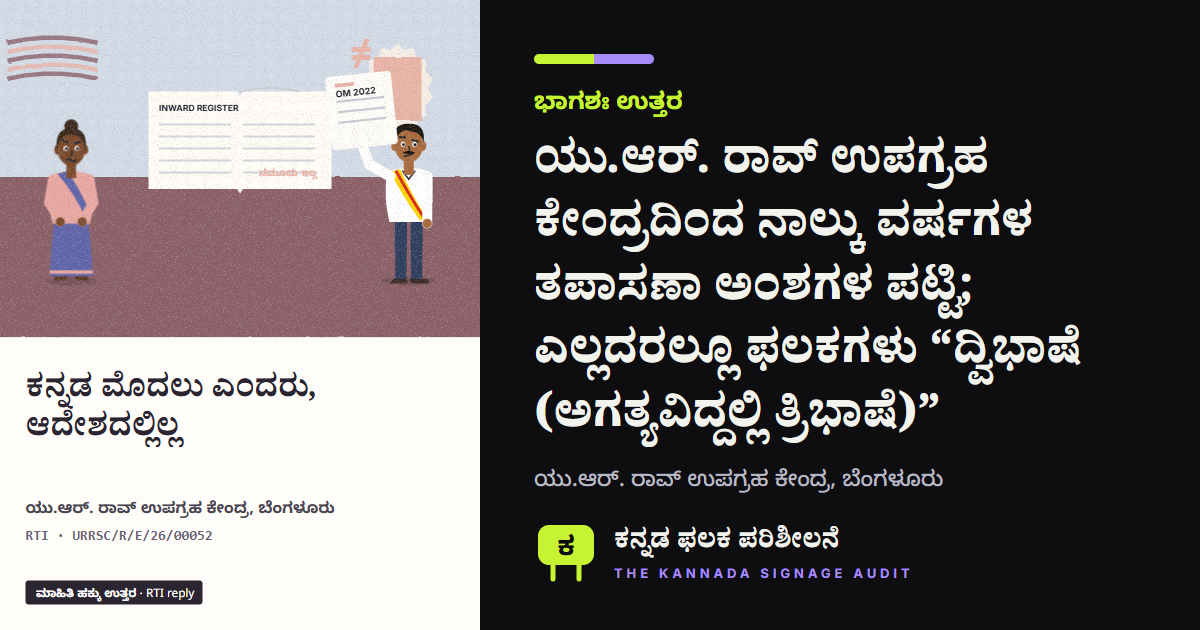 INWARD REGISTER
OM 2022
≠
ನಮೂದು ಇಲ್ಲ
ಕನ್ನಡ ಮೊದಲು ಎಂದರು,
ಆದೇಶದಲ್ಲಿಲ್ಲ
ಯು.ಆರ್. ರಾವ್ ಉಪಗ್ರಹ ಕೇಂದ್ರ, ಬೆಂಗಳೂರು
RTI · URRSC/R/E/26/00052
ಮಾಹಿತಿ ಹಕ್ಕು ಉತ್ತರ · RTI reply
ಭಾಗಶಃ ಉತ್ತರ
ಯು.ಆರ್. ರಾವ್ ಉಪಗ್ರಹ
ಕೇಂದ್ರದಿಂದ ನಾಲ್ಕು ವರ್ಷಗಳ
ತಪಾಸಣಾ ಅಂಶಗಳ ಪಟ್ಟಿ;
ಎಲ್ಲದರಲ್ಲೂ ಫಲಕಗಳು “ದ್ವಿಭಾಷೆ
(ಅಗತ್ಯವಿದ್ದಲ್ಲಿ ತ್ರಿಭಾಷೆ)”
ಯು.ಆರ್. ರಾವ್ ಉಪಗ್ರಹ ಕೇಂದ್ರ, ಬೆಂಗಳೂರು
ಕ
ಕನ್ನಡ ಫಲಕ ಪರಿಶೀಲನೆ
THE KANNADA SIGNAGE AUDIT